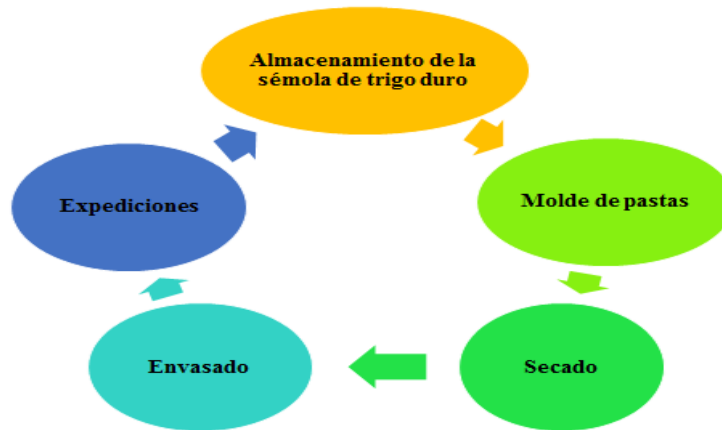 Almacenamiento de la
sémola de trigo duro
Molde de pastas
Secado
Envasado
Expediciones